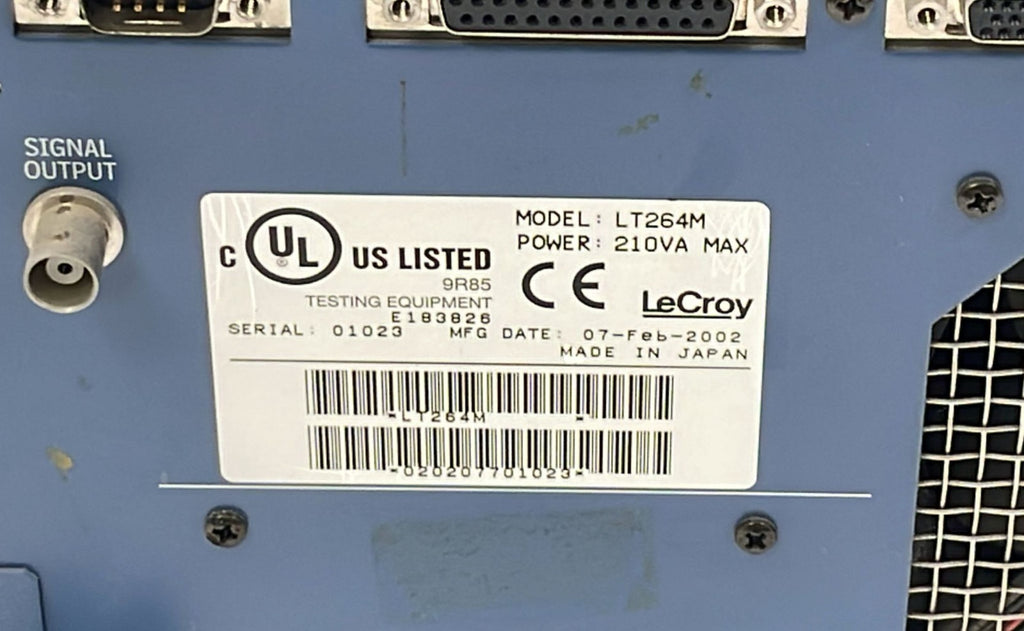 SIGNAL
OUTPUT
MODEL: LT264M
POWER: 210VA MAX
C UL ® US LISTED
9R85
TESTING EQUIPMENT
E183826
CE
LeCroy
SERIAL: 01023 MFG DATE: 07-Feb-2002
MADE IN JAPAN
-LT264M -
-020207701023-